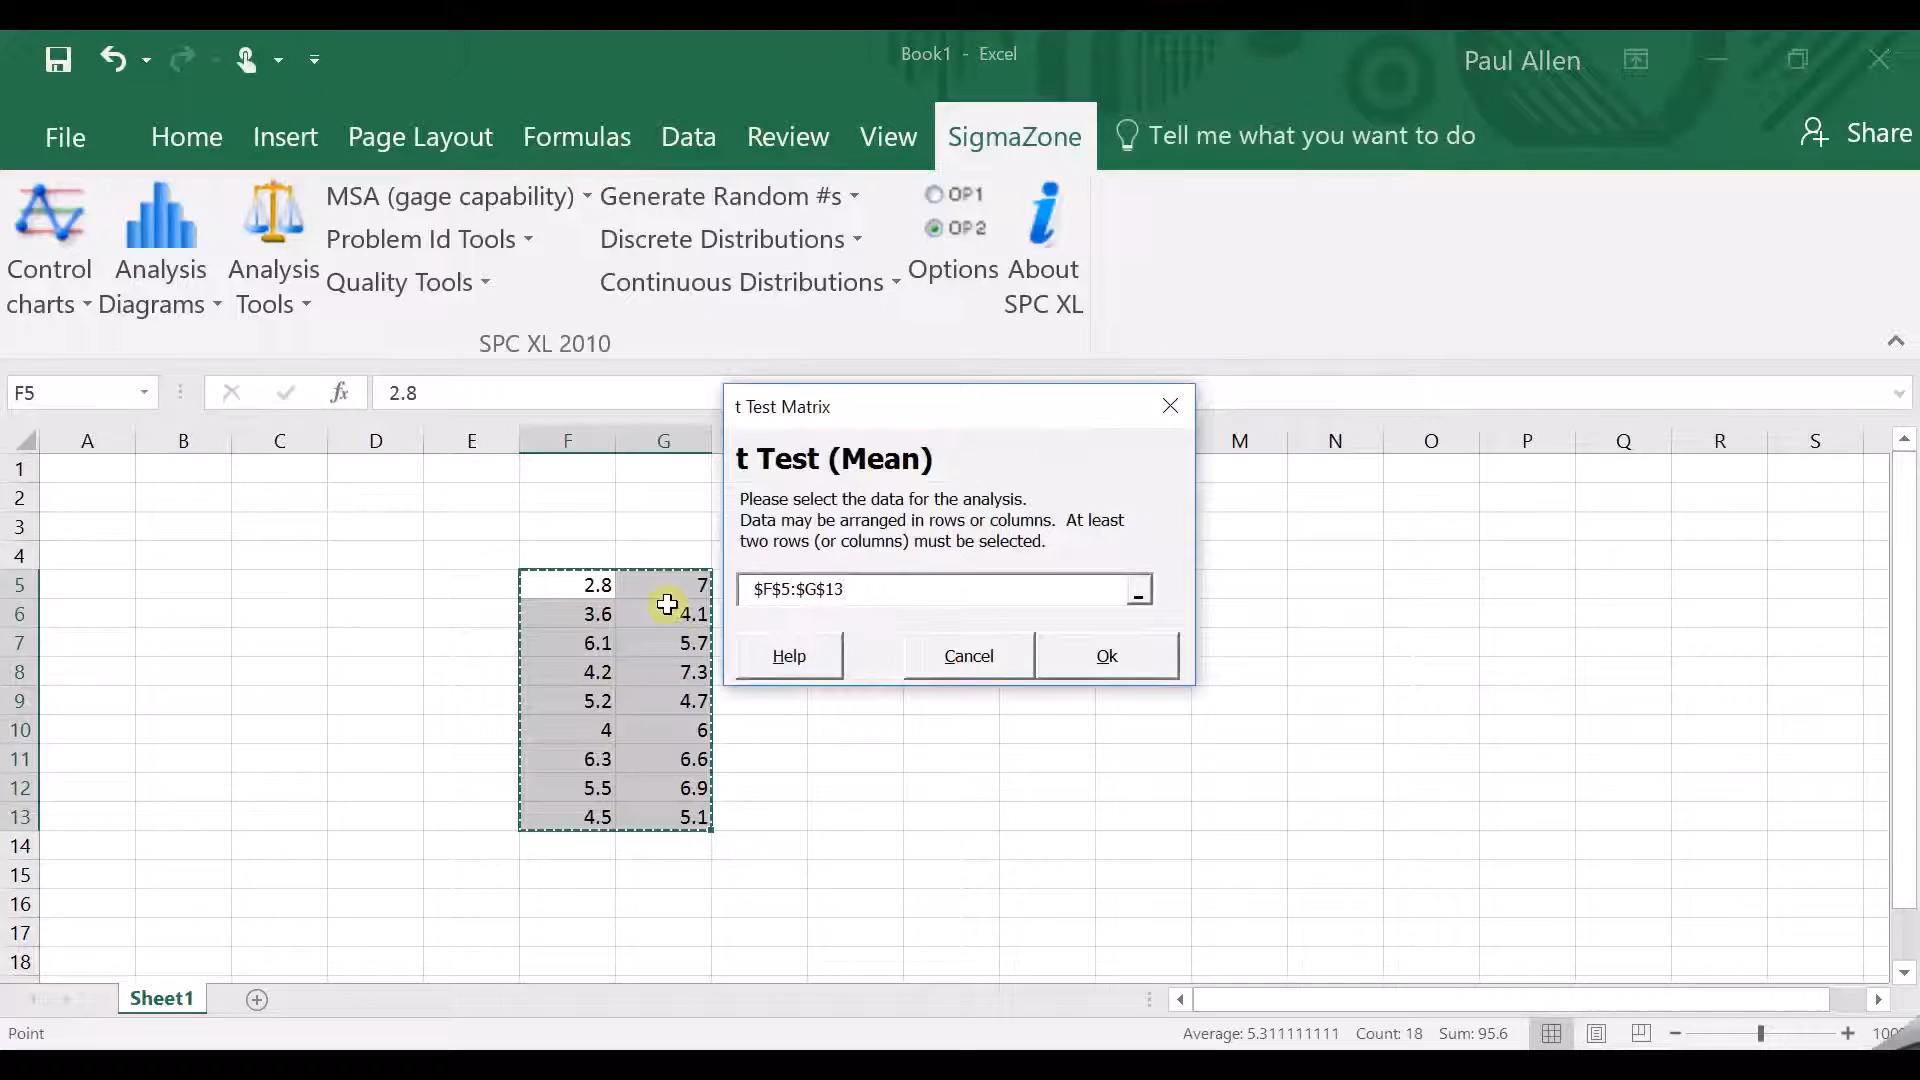 Book1 - Excel
Paul Allen
File Home Insert Page Layout Formulas Data Review View SigmaZone Tell me what you want to do Share
Control charts
Analysis Diagrams
Analysis Tools
MSA (gage capability)
Problem Id Tools
Quality Tools
Generate Random #s
Discrete Distributions
Continuous Distributions
OP1
OP2
Options
About SPC XL
SPC XL 2010
F5 fx 2.8
A B C D E F G M N O P Q R S
1
2
3
4
5 2.8 7
6 3.6 4.1
7 6.1 5.7
8 4.2 7.3
9 5.2 4.7
10 4 6
11 6.3 6.6
12 5.5 6.9
13 4.5 5.1
14
15
16
17
18
t Test Matrix
t Test (Mean)
Please select the data for the analysis.
Data may be arranged in rows or columns. At least
two rows (or columns) must be selected.
$F$5:$G$13
Help Cancel Ok
Sheet1
Point Average: 5.311111111 Count: 18 Sum: 95.6